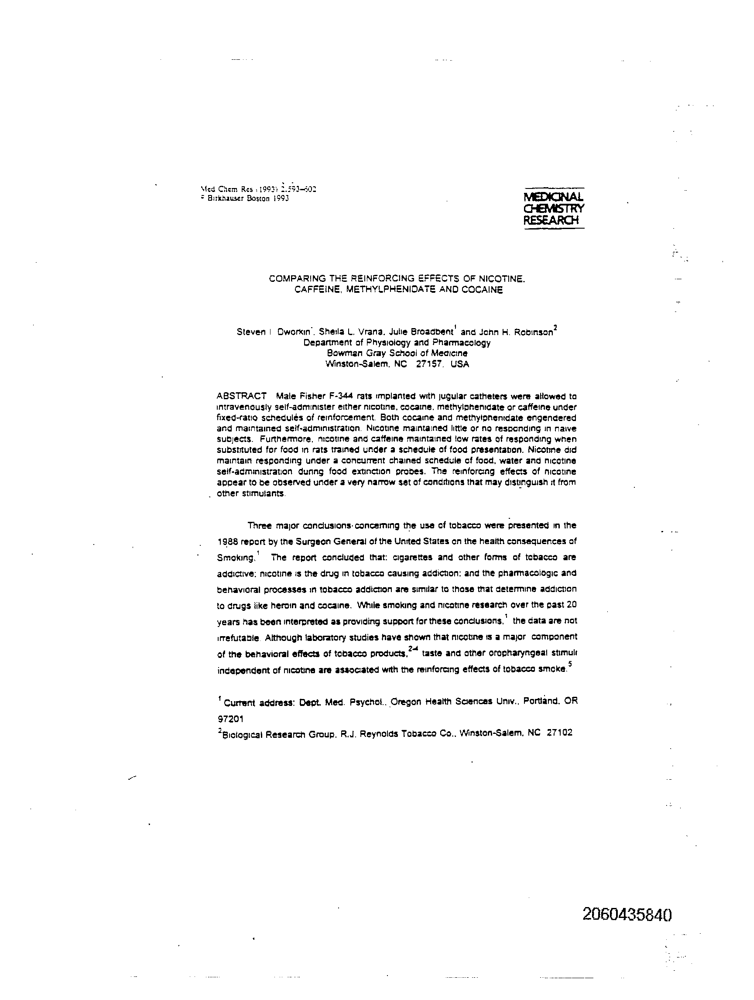 Med Chem Res (1993) 2:593-602
© Birkhauser Boston 1993
MEDICINAL
CHEMISTRY
RESEARCH
COMPARING THE REINFORCING EFFECTS OF NICOTINE,
CAFFEINE, METHYLPHENIDATE AND COCAINE
Steven I. Dworkin*, Sheila L. Vrana, Julie Broadbent¹ and John H. Robinson²
Department of Physiology and Pharmacology
Bowman Gray School of Medicine
Winston-Salem, NC 27157, USA
ABSTRACT Male Fisher F-344 rats implanted with jugular catheters were allowed to
intravenously self-administer either nicotine, cocaine, methylphenidate or caffeine under
fixed-ratio schedules of reinforcement. Both cocaine and methylphenidate engendered
and maintained self-administration. Nicotine maintained little or no responding in naive
subjects. Furthermore, nicotine and caffeine maintained low rates of responding when
substituted for food in rats trained under a schedule of food presentation. Nicotine did
maintain responding under a concurrent chained schedule of food, water and nicotine
self-administration during food extinction probes. The reinforcing effects of nicotine
appear to be observed under a very narrow set of conditions that may distinguish it from
other stimulants.
Three major conclusions concerning the use of tobacco were presented in the
1988 report by the Surgeon General of the United States on the health consequences of
Smoking.¹ The report concluded that: cigarettes and other forms of tobacco are
addictive; nicotine is the drug in tobacco causing addiction; and the pharmacologic and
behavioral processes in tobacco addiction are similar to those that determine addiction
to drugs like heroin and cocaine. While smoking and nicotine research over the past 20
years has been interpreted as providing support for these conclusions,¹ the data are not
irrefutable. Although laboratory studies have shown that nicotine is a major component
of the behavioral effects of tobacco products,²⁻⁴ taste and other oropharyngeal stimuli
independent of nicotine are associated with the reinforcing effects of tobacco smoke.⁵
¹ Current address: Dept. Med. Psychol., Oregon Health Sciences Univ., Portland, OR
97201
²Biological Research Group, R.J. Reynolds Tobacco Co., Winston-Salem, NC 27102
2060435840